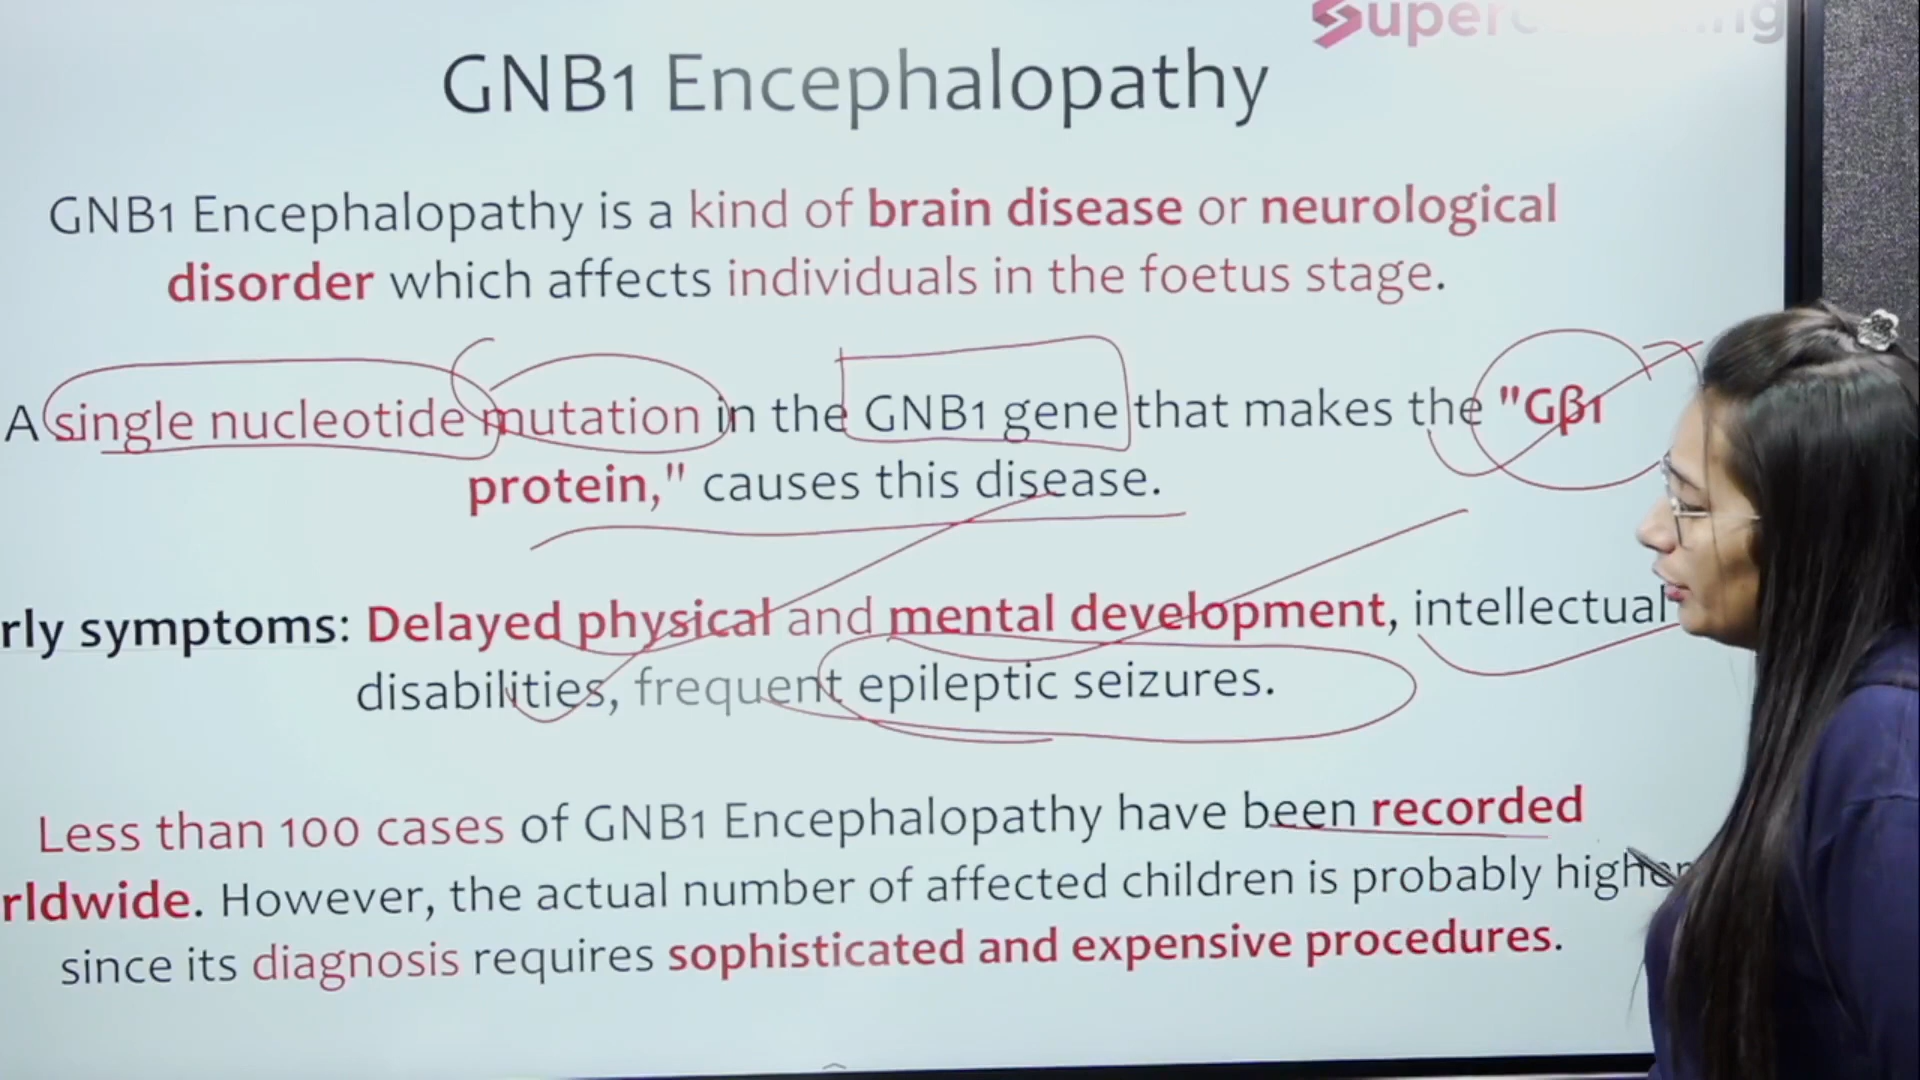 Super
GNB1 Encephalopathy
GNB1 Encephalopathy is a kind of brain disease or neurological
disorder which affects individuals in the foetus stage.
A single nucleotide mutation in the GNB1 gene that makes the "Gβ1
protein," causes this disease.
rly symptoms: Delayed physical and mental development, intellectual
disabilities, frequent epileptic seizures.
Less than 100 cases of GNB1 Encephalopathy have been recorded
rldwide. However, the actual number of affected children is probably higher
since its diagnosis requires sophisticated and expensive procedures.